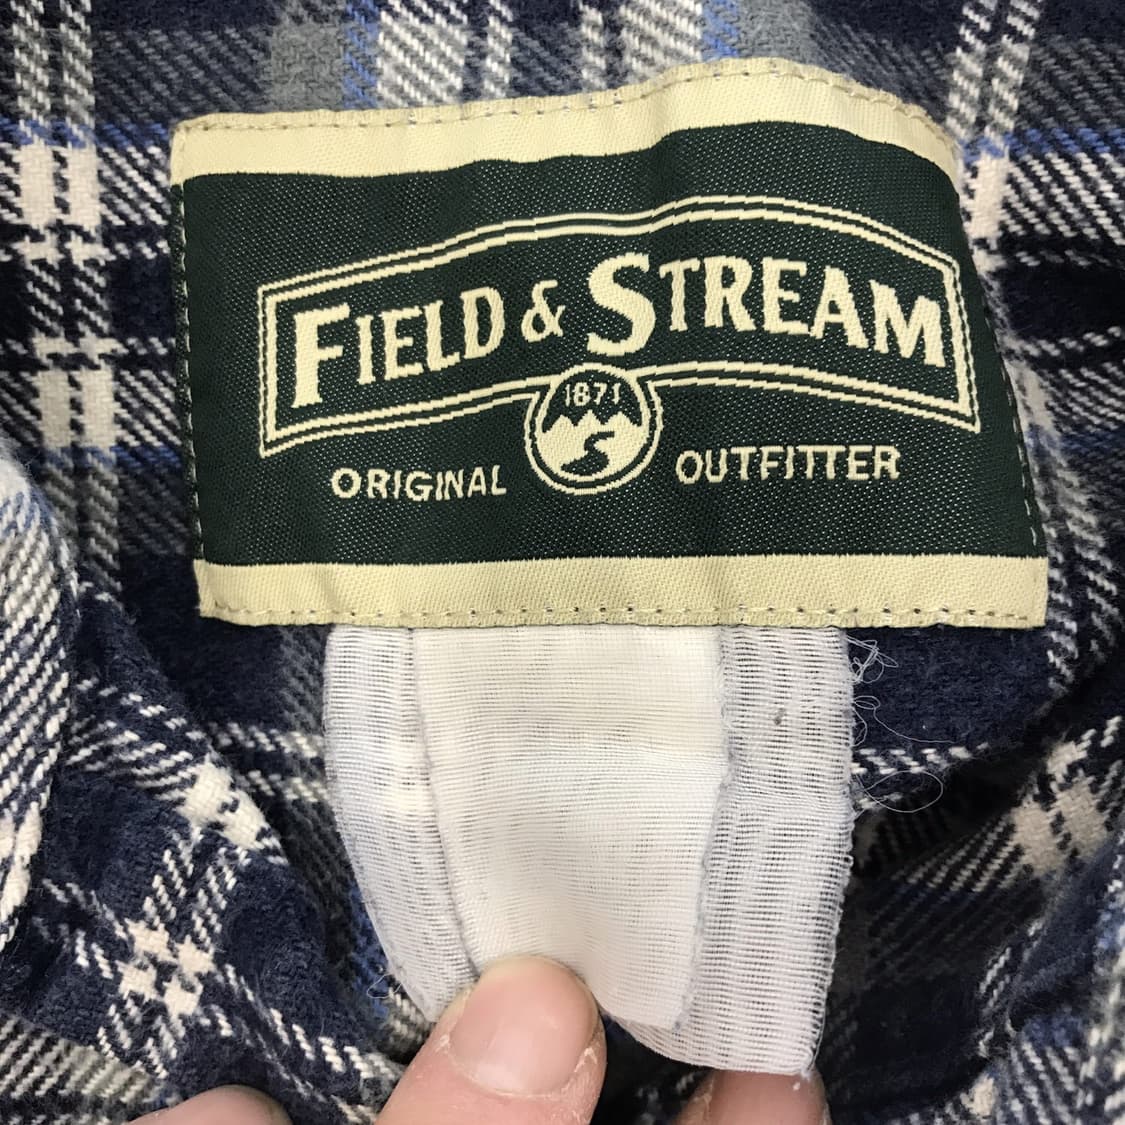 FIELD & STREAM
1871
ORIGINAL OUTFITTER